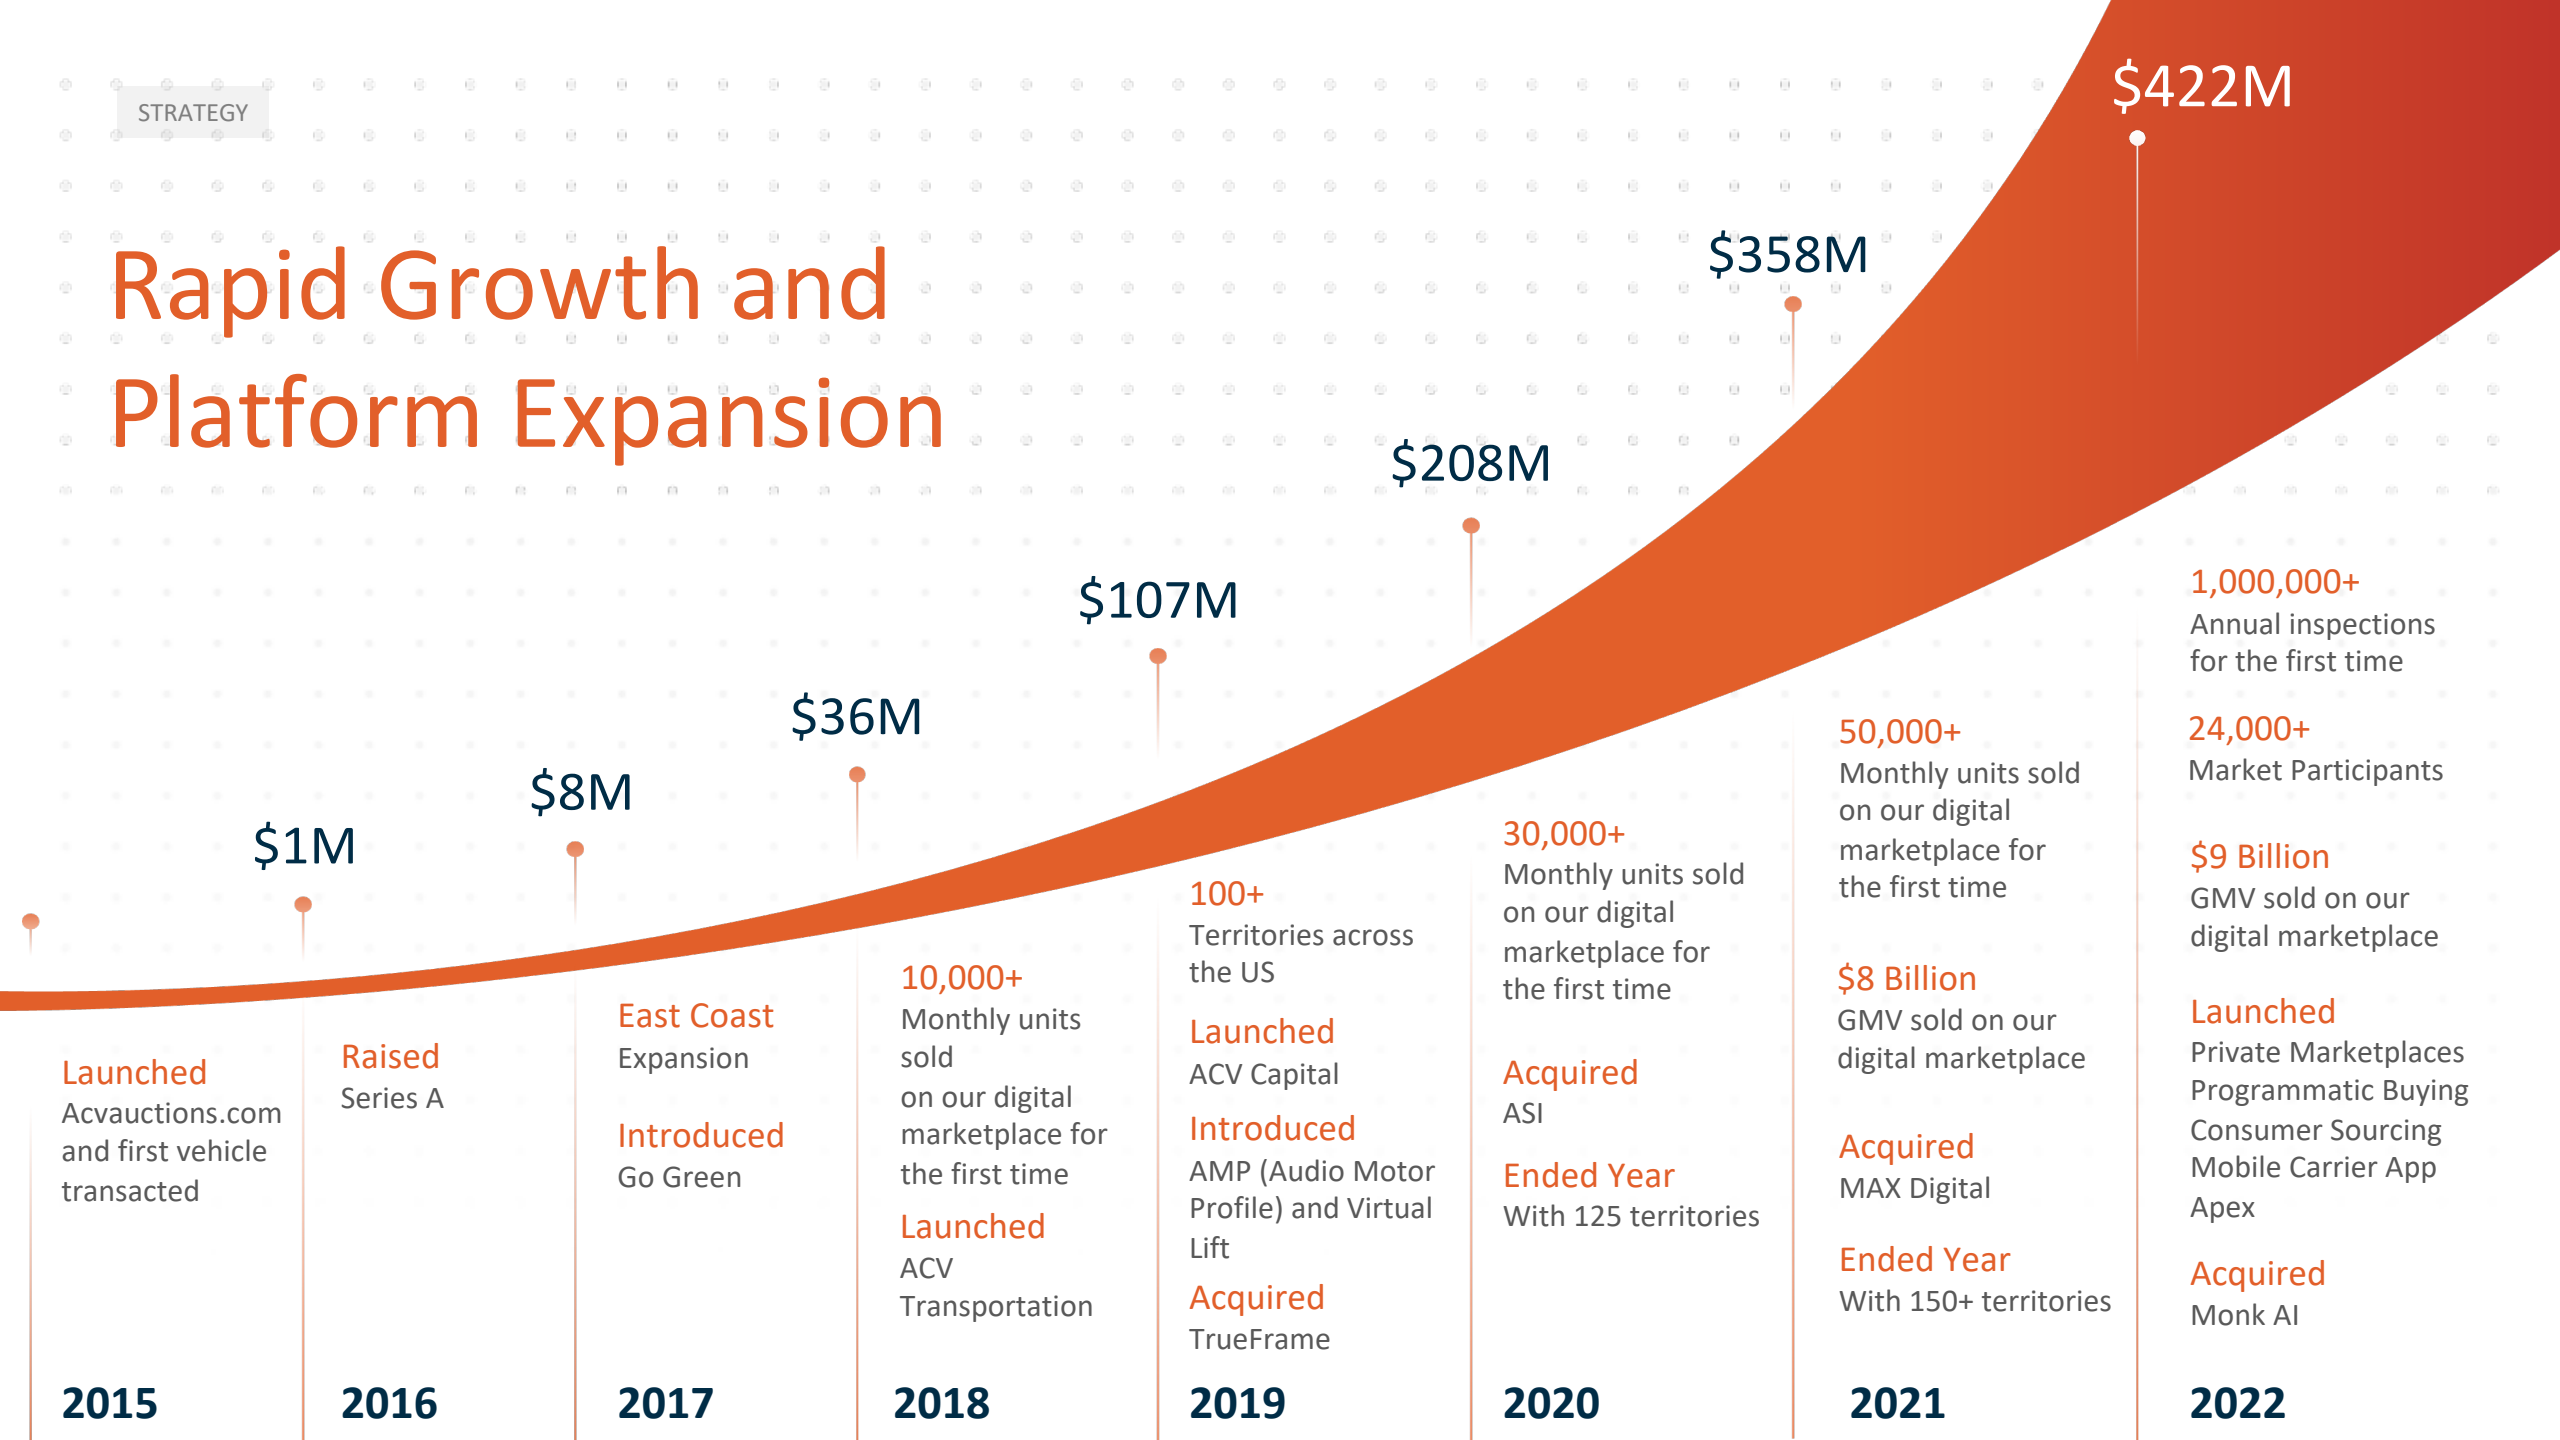 STRATEGY
Rapid Growth and
Platform Expansion
$1M
$8M
$36M
$107M
$208M
$358M
$422M
Launched
Acvauctions.com
and first vehicle
transacted
2015
Raised
Series A
2016
East Coast
Expansion
Introduced
Go Green
2017
10,000+
Monthly units
sold
on our digital
marketplace for
the first time
Launched
ACV
Transportation
2018
100+
Territories across
the US
Launched
ACV Capital
Introduced
AMP (Audio Motor
Profile) and Virtual
Lift
Acquired
TrueFrame
2019
30,000+
Monthly units sold
on our digital
marketplace for
the first time
Acquired
ASI
Ended Year
With 125 territories
2020
50,000+
Monthly units sold
on our digital
marketplace for
the first time
$8 Billion
GMV sold on our
digital marketplace
Acquired
MAX Digital
Ended Year
With 150+ territories
2021
1,000,000+
Annual inspections
for the first time
24,000+
Market Participants
$9 Billion
GMV sold on our
digital marketplace
Launched
Private Marketplaces
Programmatic Buying
Consumer Sourcing
Mobile Carrier App
Apex
Acquired
Monk AI
2022